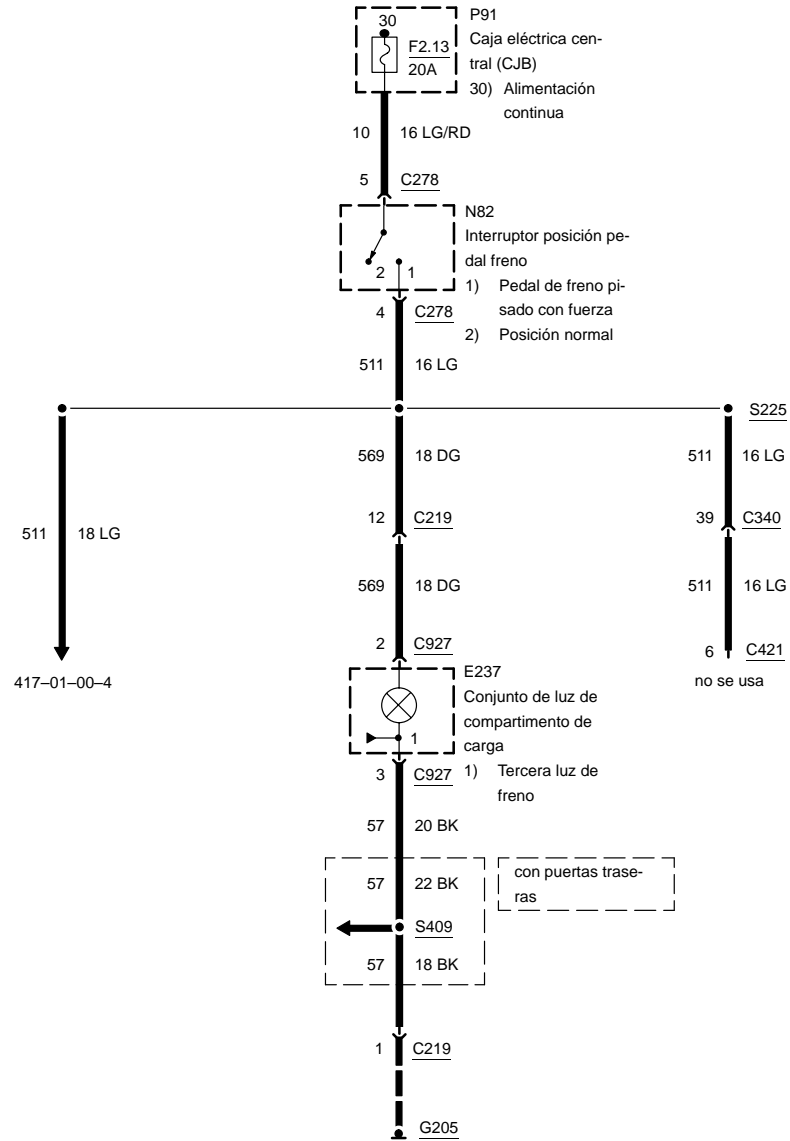 30
F2.13
20A
P91
Caja eléctrica cen-
tral (CJB)
30) Alimentación
continua
10 16 LG/RD
5 C278
N82
Interruptor posición pe-
dal freno
1) Pedal de freno pi-
sado con fuerza
2) Posición normal
2 1
4 C278
511 16 LG
S225
569 18 DG
511 16 LG
12 C219
39 C340
511 18 LG
569 18 DG
511 16 LG
2 C927
6 C421
417–01–00–4
no se usa
E237
Conjunto de luz de
compartimento de
carga
1) Tercera luz de
freno
1
3 C927
57 20 BK
con puertas trase-
ras
57 22 BK
S409
57 18 BK
1 C219
G205